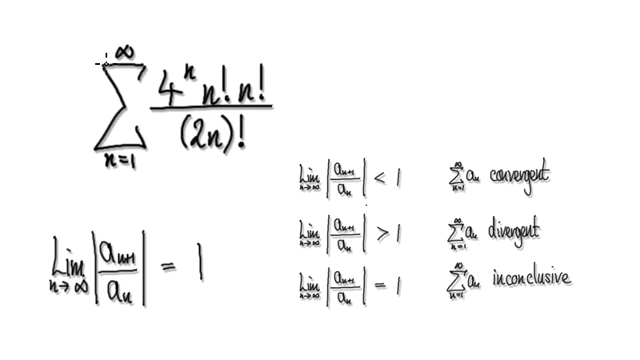 ∞
∑ 4ⁿ n! n! / (2n)!
n=1
Lim n→∞ |aₙ₊₁ / aₙ| < 1 ∞ ∑ n=1 aₙ convergent
Lim n→∞ |aₙ₊₁ / aₙ| > 1 ∞ ∑ n=1 aₙ divergent
Lim n→∞ |aₙ₊₁ / aₙ| = 1 ∞ ∑ n=1 aₙ inconclusive
Lim n→∞ |aₙ₊₁ / aₙ| = 1